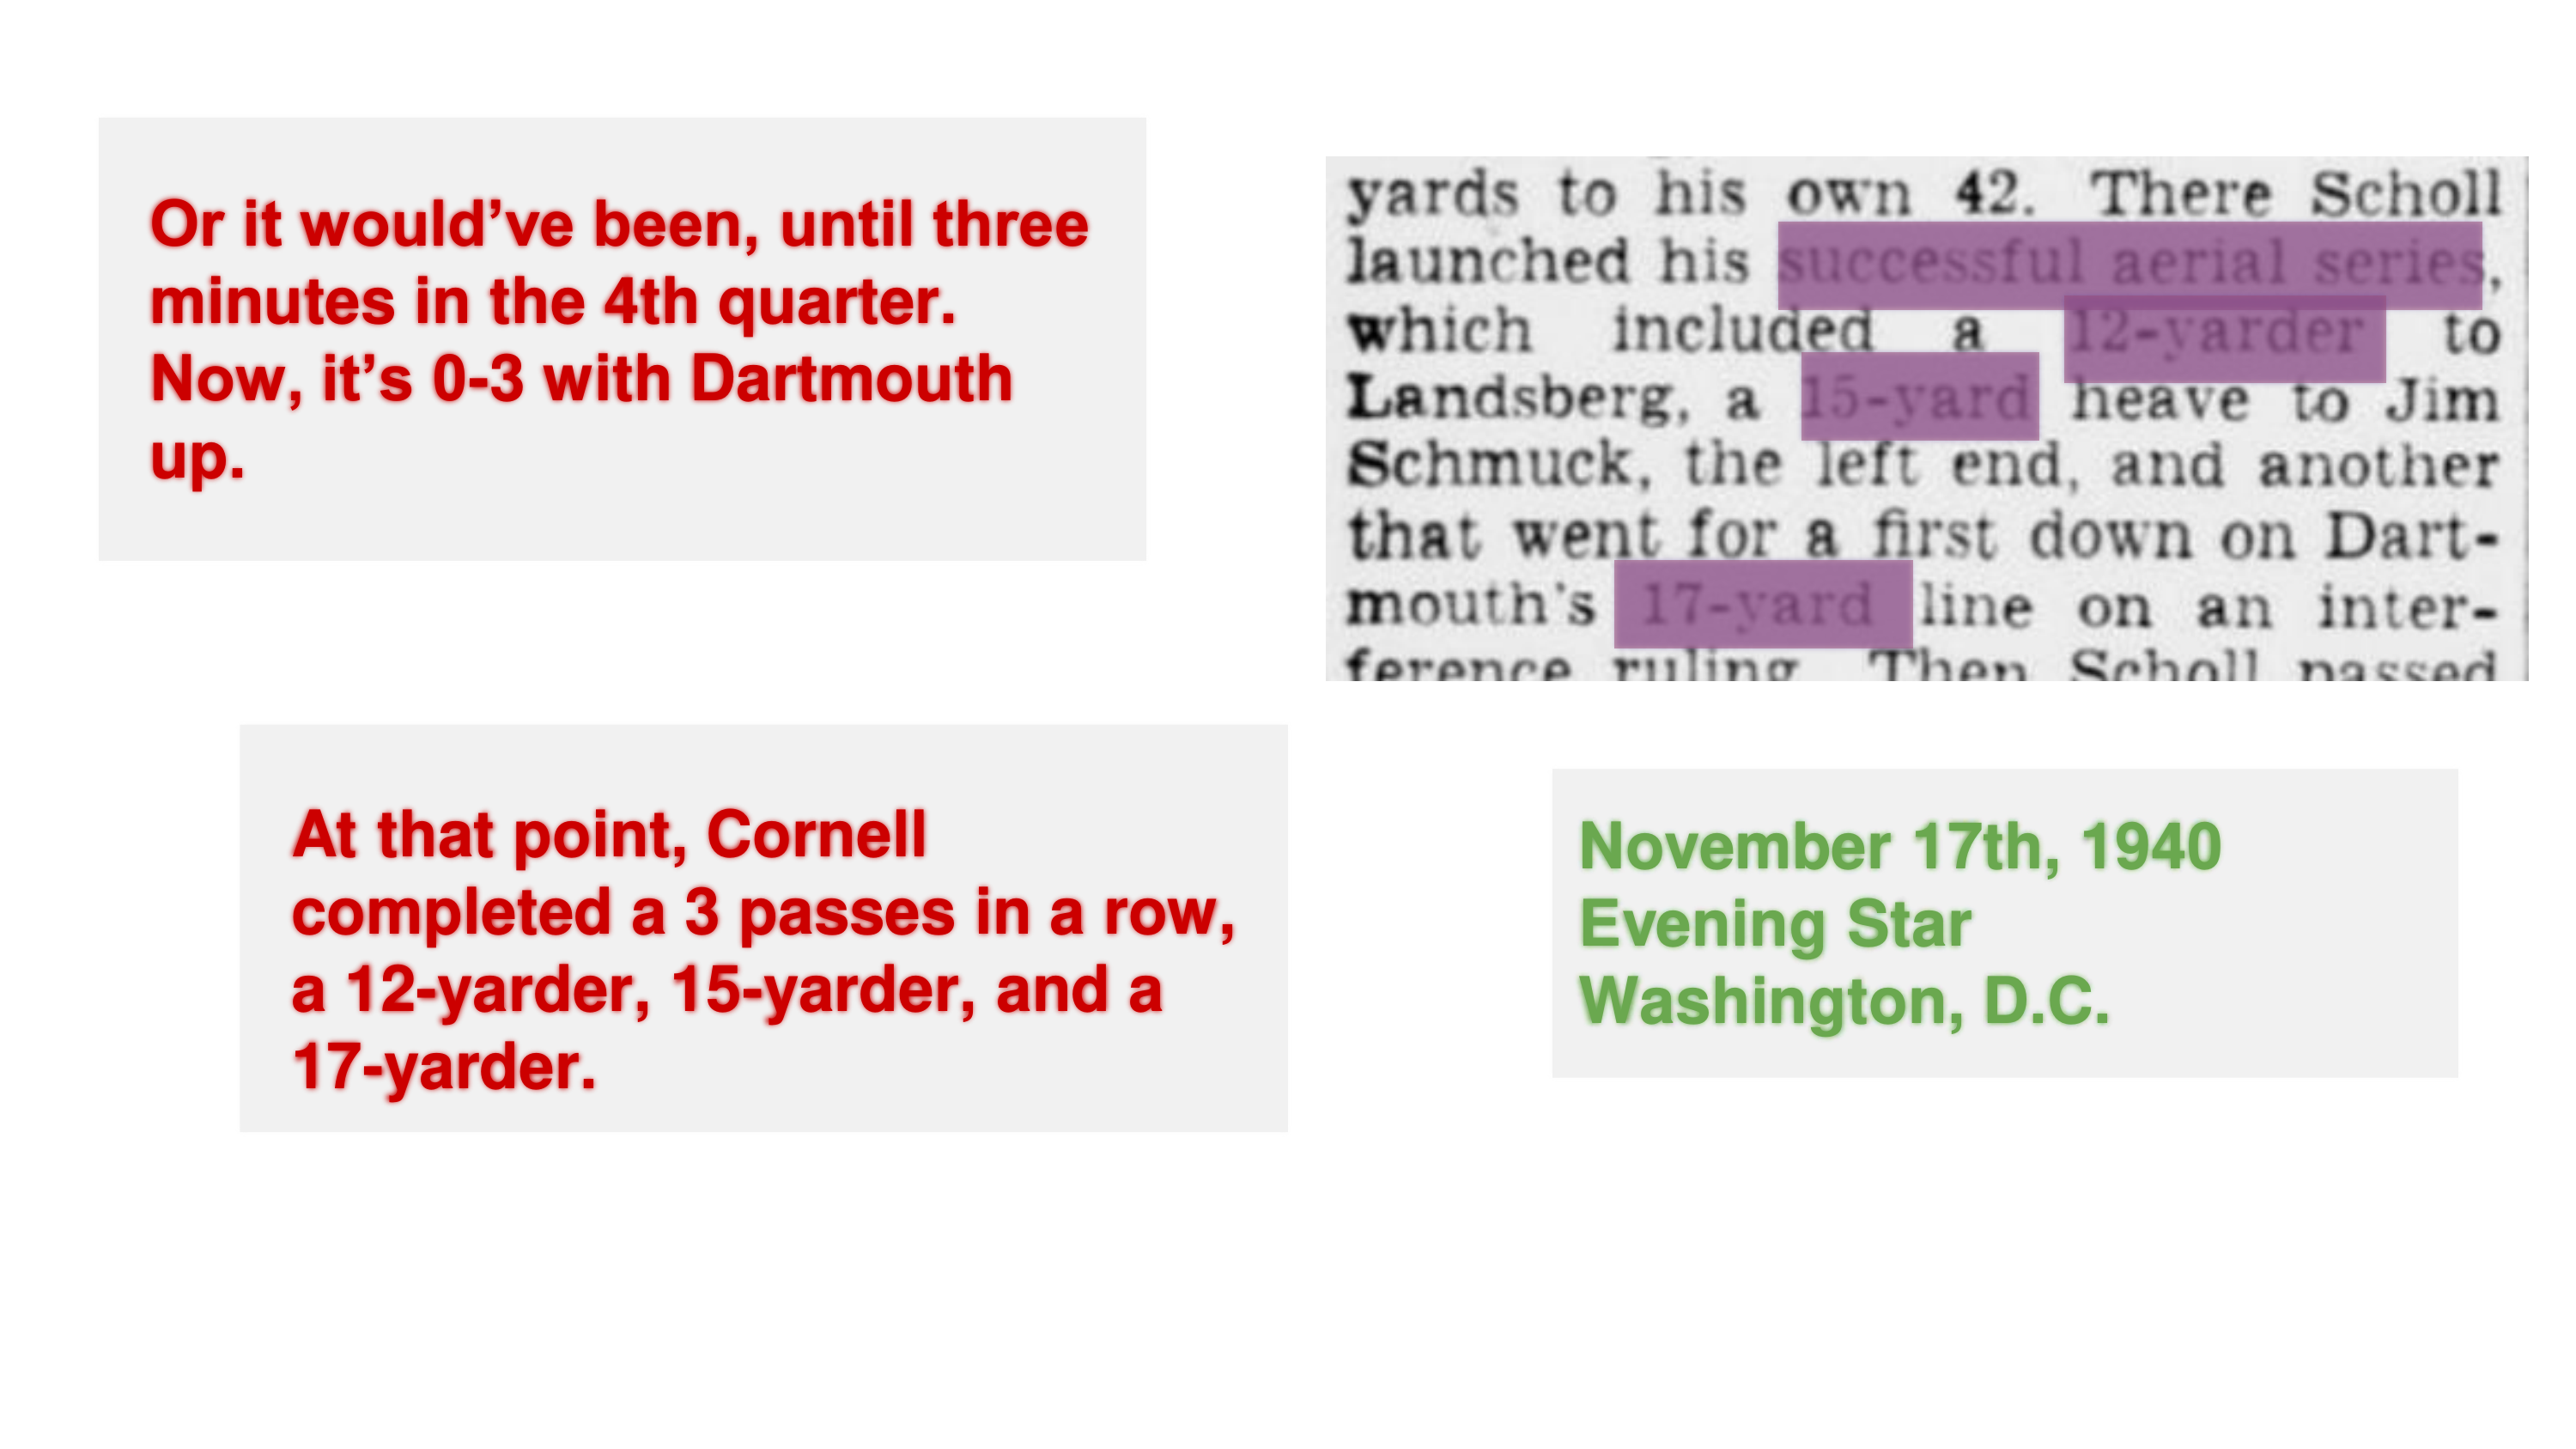 Or it would’ve been, until three
minutes in the 4th quarter.
Now, it’s 0-3 with Dartmouth
up.
yards to his own 42. There Scholl
launched his successful aerial series,
which included a 12-yarder to
Landsberg, a 15-yard heave to Jim
Schmuck, the left end, and another
that went for a first down on Dart-
mouth's 17-yard line on an inter-
ference ruling. Then Scholl passed
At that point, Cornell
completed a 3 passes in a row,
a 12-yarder, 15-yarder, and a
17-yarder.
November 17th, 1940
Evening Star
Washington, D.C.